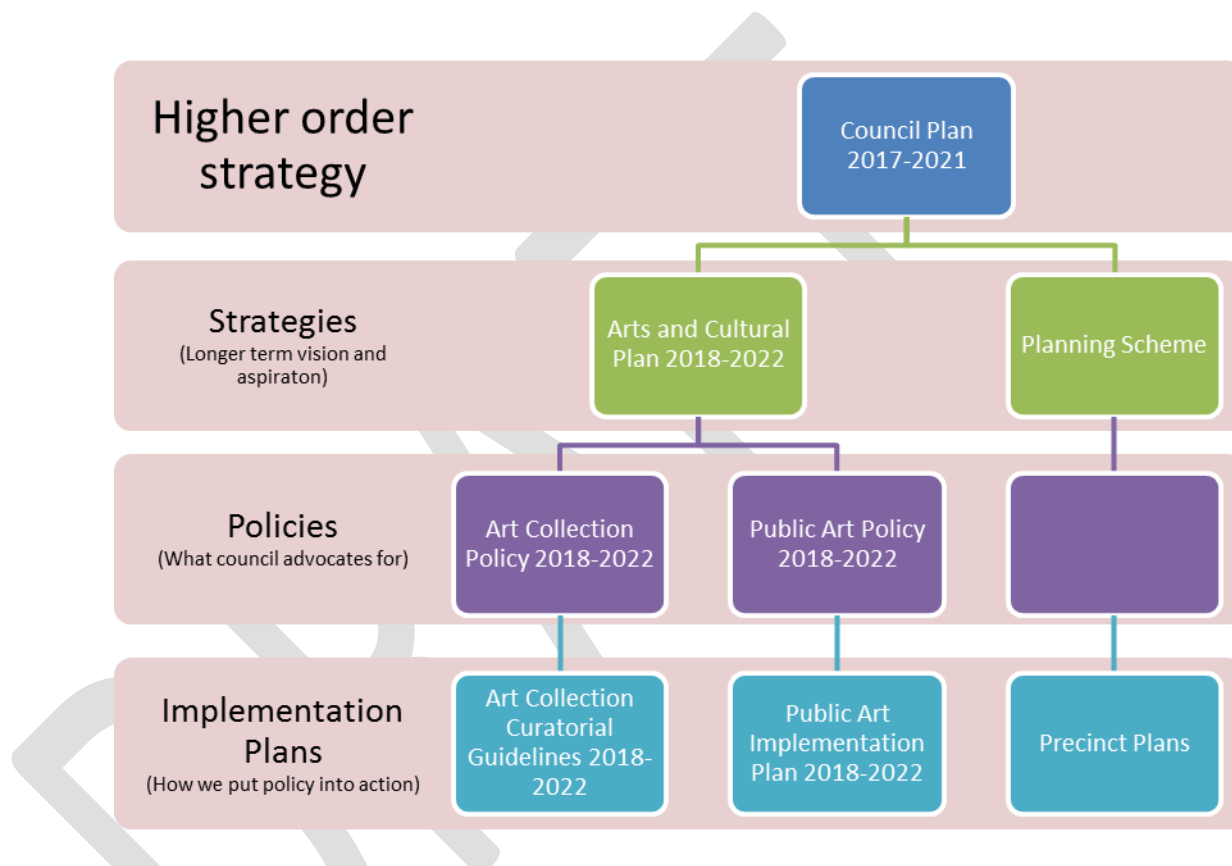 Higher order
strategy
Council Plan
2017-2021
Strategies
(Longer term vision and
aspiraton)
Arts and Cultural
Plan 2018-2022
Planning Scheme
Policies
(What council advocates for)
Art Collection
Policy 2018-2022
Public Art Policy
2018-2022
Implementation
Plans
(How we put policy into action)
Art Collection
Curatorial
Guidelines 2018-
2022
Public Art
Implementation
Plan 2018-2022
Precinct Plans
DRAFT